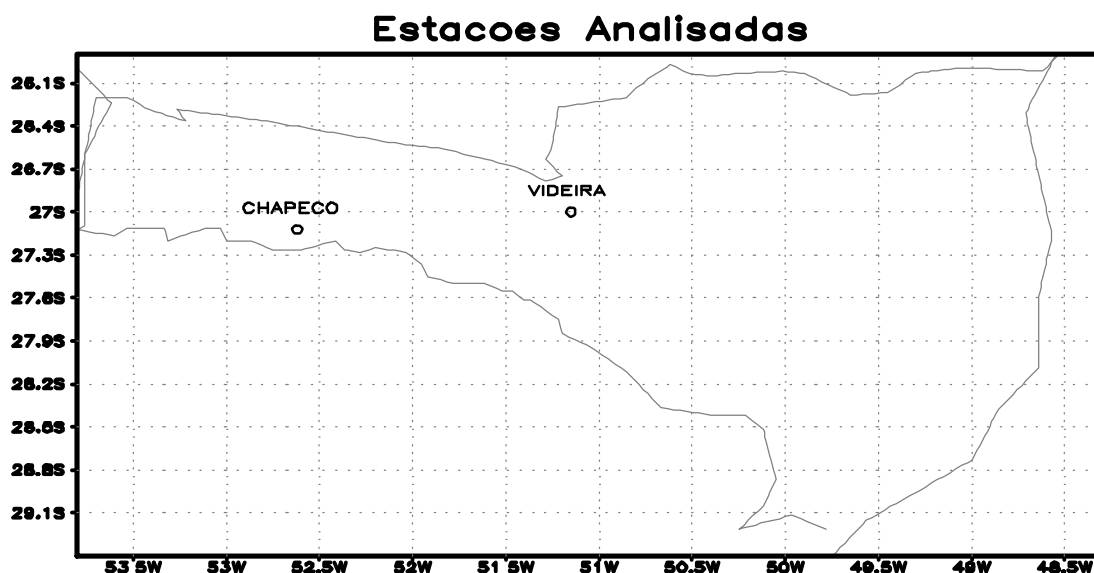 Estacoes Analisadas
26.1S
26.4S
26.7S
VIDEIRA
CHAPECO
27S
27.3S
27.6S
27.9S
28.2S
28.5S
28.8S
29.1S
53.5W 53W 52.5W 52W 51.5W 51W 50.5W 50W 49.5W 49W 48.5W